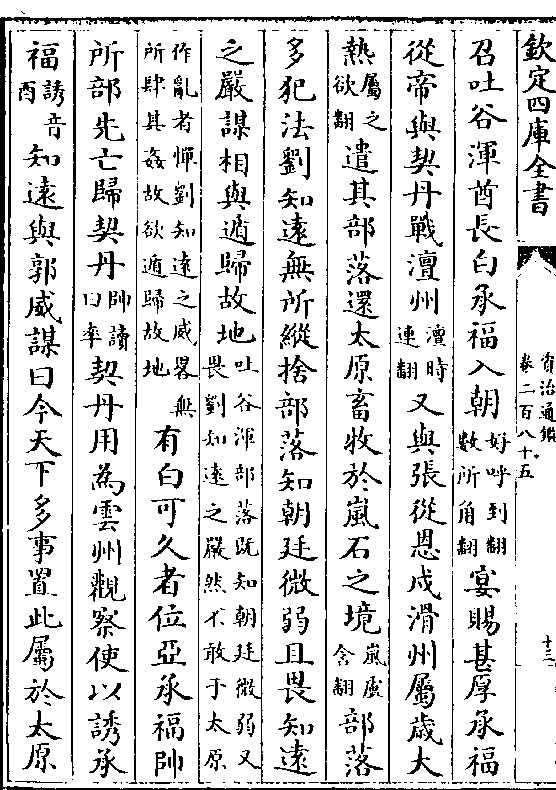 欽定四庫全書
資治通鑑
卷二百八十五
十三
召吐谷渾酋長白承福入朝好呼到翻數所角翻宴賜甚厚承福
從帝與契丹戰澶州澶時連翻又與張從恩戍滑州屬歲大
熱屬之欲翻遣其部落還太原畜牧於嵐石之境嵐盧含翻部落
多犯法劉知遠無所縱捨部落知朝廷微弱且畏知遠
之嚴謀相與遁歸故地吐谷渾部落既知朝廷微弱又畏劉知遠之嚴然不敢于太原
作亂者憚劉知遠之威畧無所肆其姦故欲遁歸故地有白可久者位亞承福帥
所部先亡歸契丹帥讀曰率契丹用為雲州觀察使以誘承
福誘音酉知遠與郭威謀曰今天下多事置此屬於太原